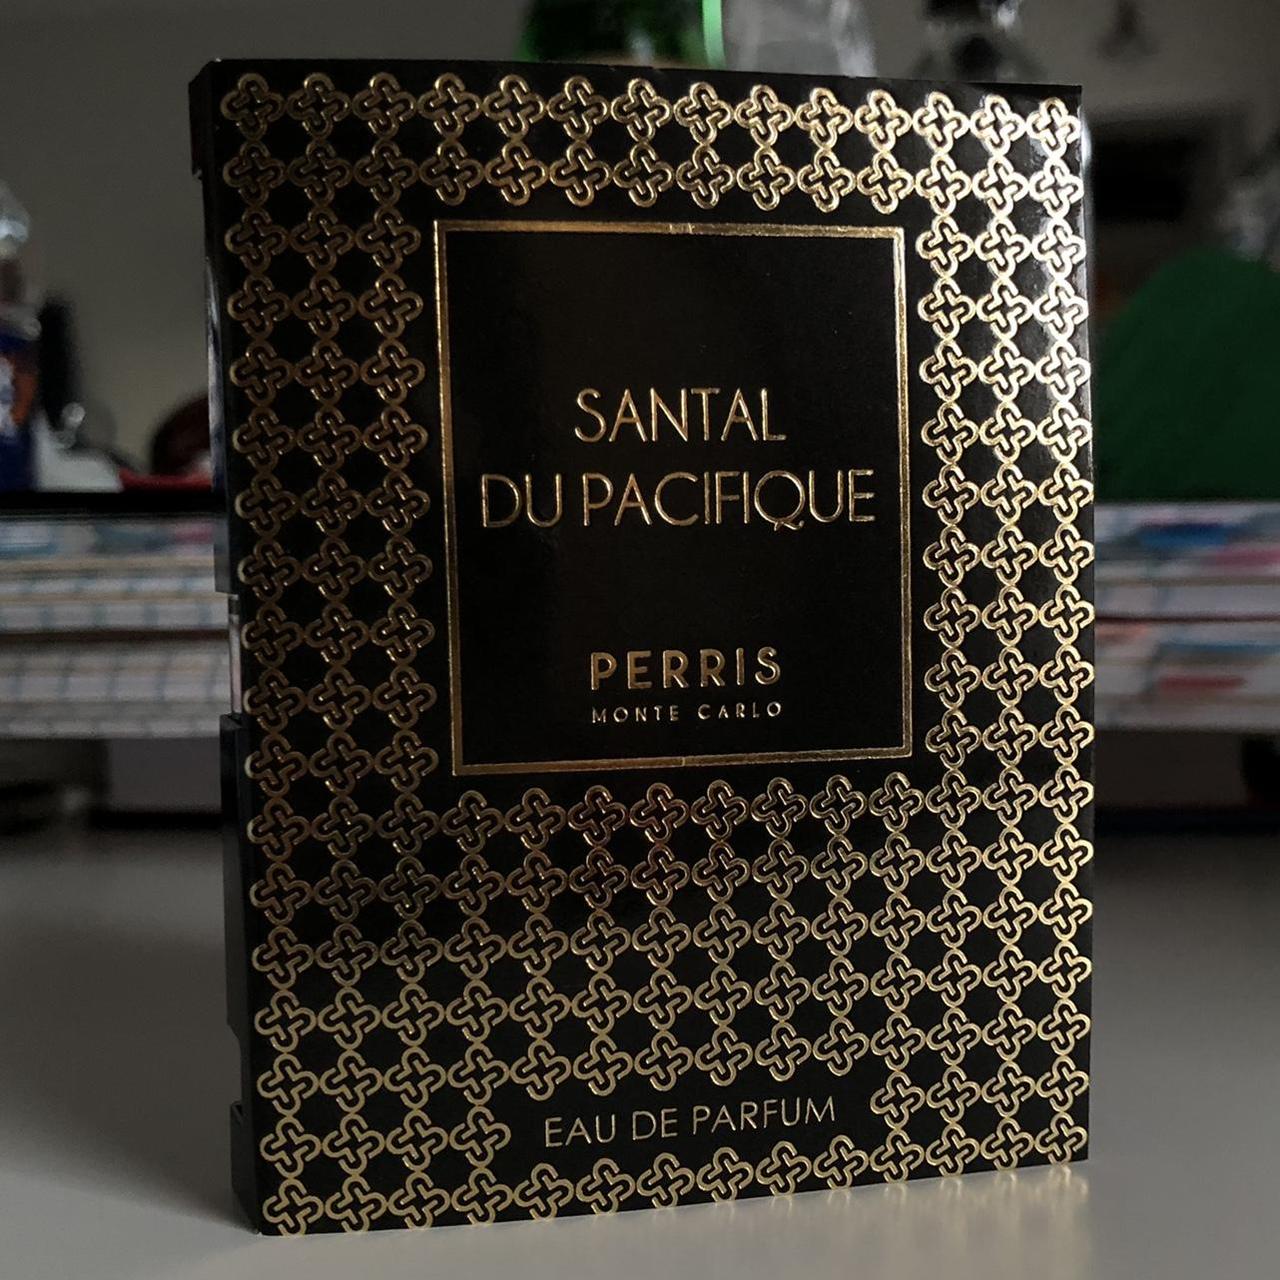 SANTAL
DU PACIFIQUE
PERRIS
MONTE CARLO
EAU DE PARFUM